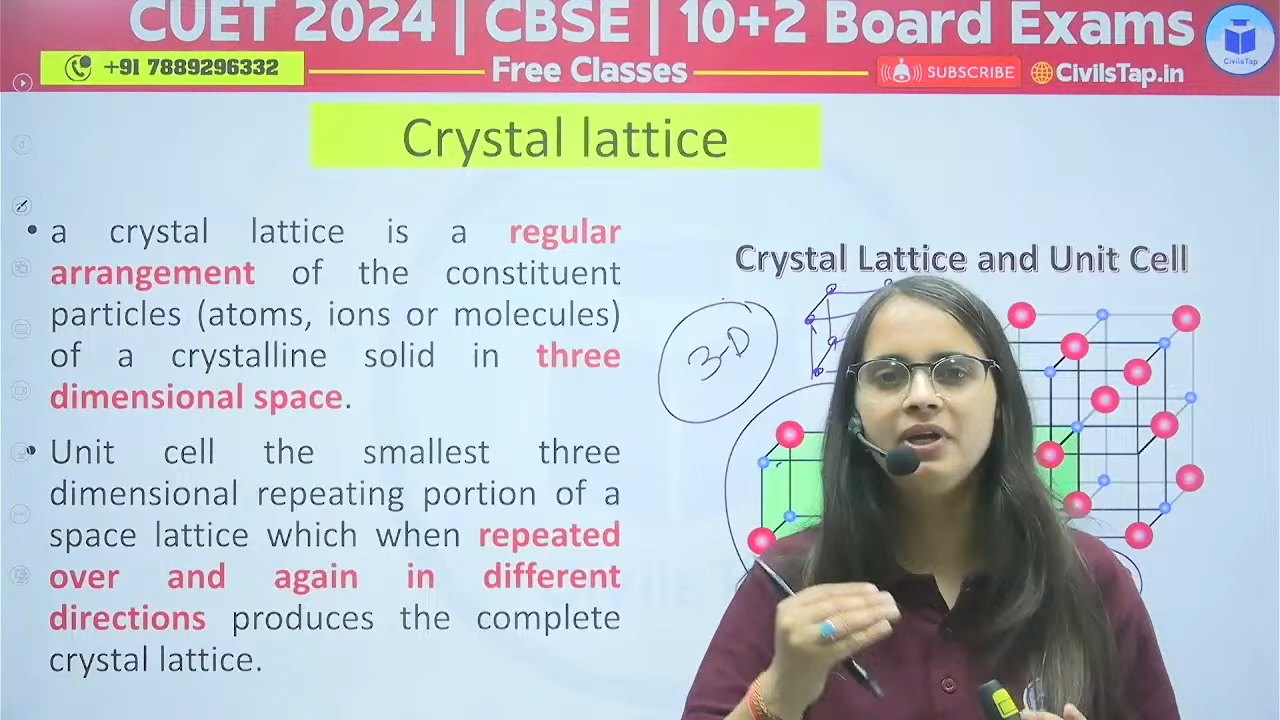 CUET 2024 | CBSE | 10+2 Board Exams
+91 7889296332
Free Classes
SUBSCRIBE
CivilsTap.in
CivilsTap
Crystal lattice
• a crystal lattice is a regular
arrangement of the constituent
particles (atoms, ions or molecules)
of a crystalline solid in three
dimensional space.
• Unit cell the smallest three
dimensional repeating portion of a
space lattice which when repeated
over and again in different
directions produces the complete
crystal lattice.
Crystal Lattice and Unit Cell
3-D